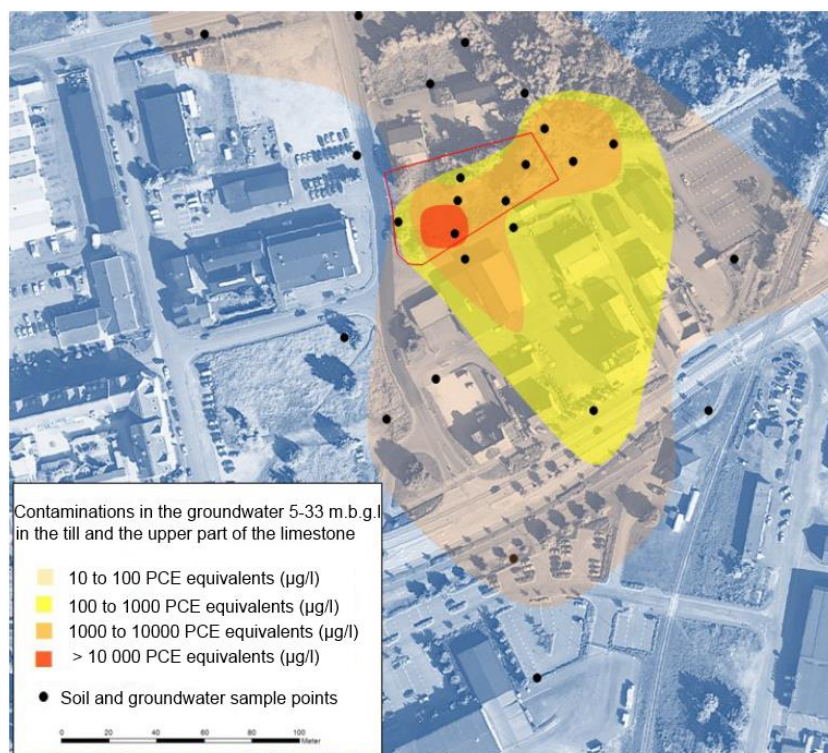 Contaminations in the groundwater 5-33 m.b.g.l
in the till and the upper part of the limestone
10 to 100 PCE equivalents (µg/l)
100 to 1000 PCE equivalents (µg/l)
1000 to 10000 PCE equivalents (µg/l)
> 10 000 PCE equivalents (µg/l)
Soil and groundwater sample points
0 20 40 60 80 100
Meter